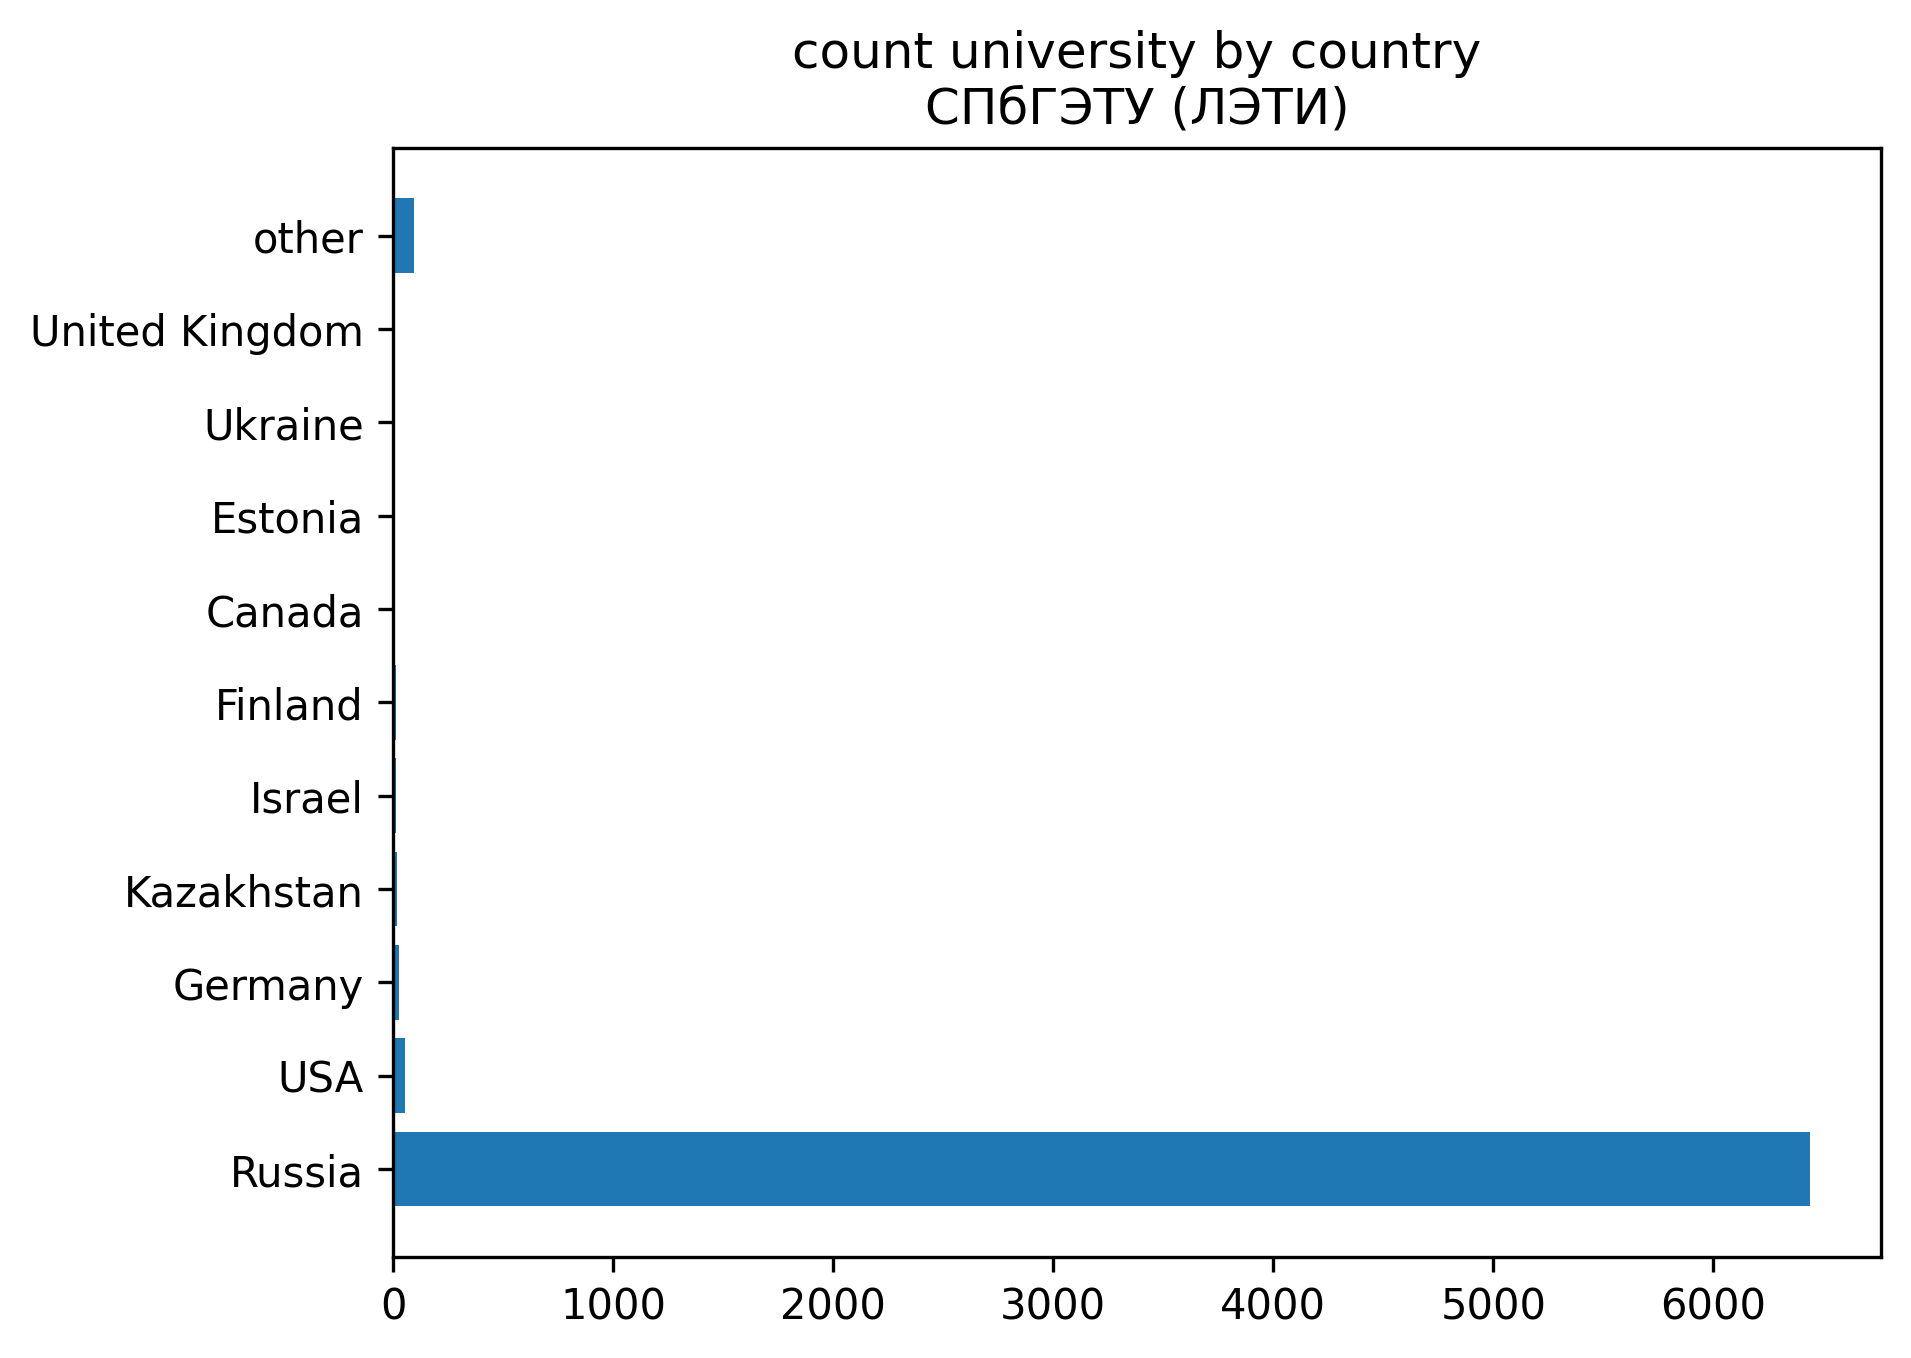 count university by country
СПбГЭТУ (ЛЭТИ)
other
United Kingdom
Ukraine
Estonia
Canada
Finland
Israel
Kazakhstan
Germany
USA
Russia
0 1000 2000 3000 4000 5000 6000